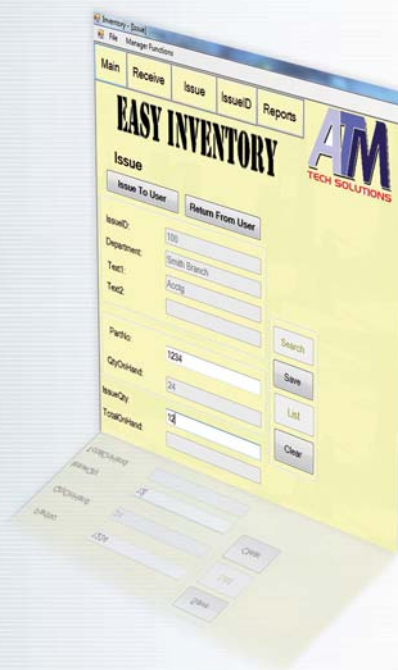 Inventory - [Issue]
File Manager Functions
Main Receive Issue IssueID Reports
EASY INVENTORY
ATM
TECH SOLUTIONS
Issue
Issue To User Return From User
IssueID: 100
Department: Smith Branch
Text1: Acctg
Text2:
PartNo: 1234
QtyOnHand: 24
IssueQty: 12
TotalOnHand:
Search
Save
List
Clear